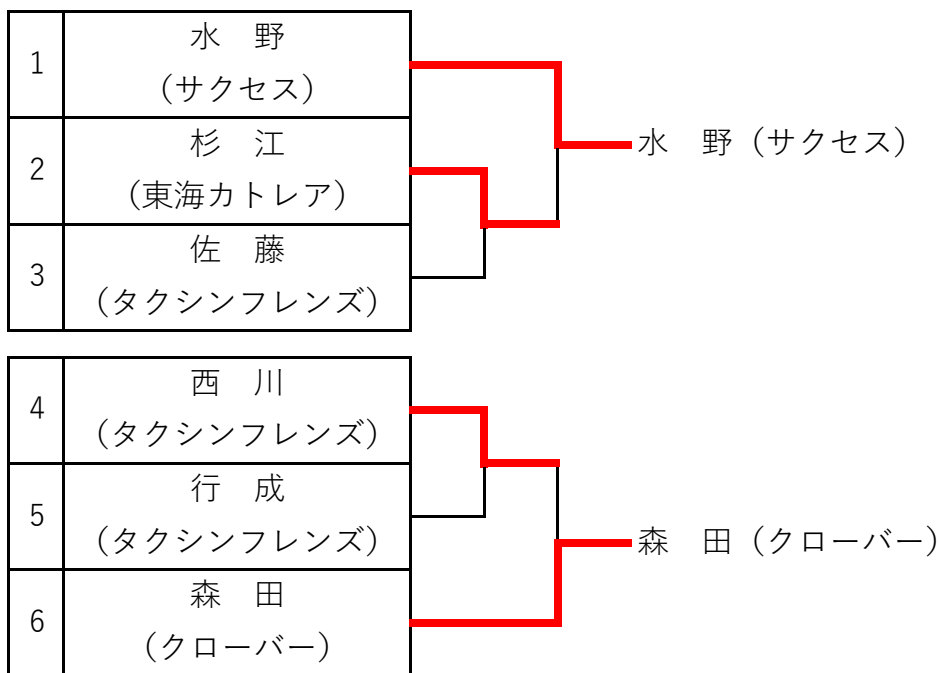 1
水　野
（サクセス）
2
杉　江
（東海カトレア）
3
佐　藤
（タクシンフレンズ）
水　野（サクセス）
4
西　川
（タクシンフレンズ）
5
行　成
（タクシンフレンズ）
6
森　田
（クローバー）
森　田（クローバー）